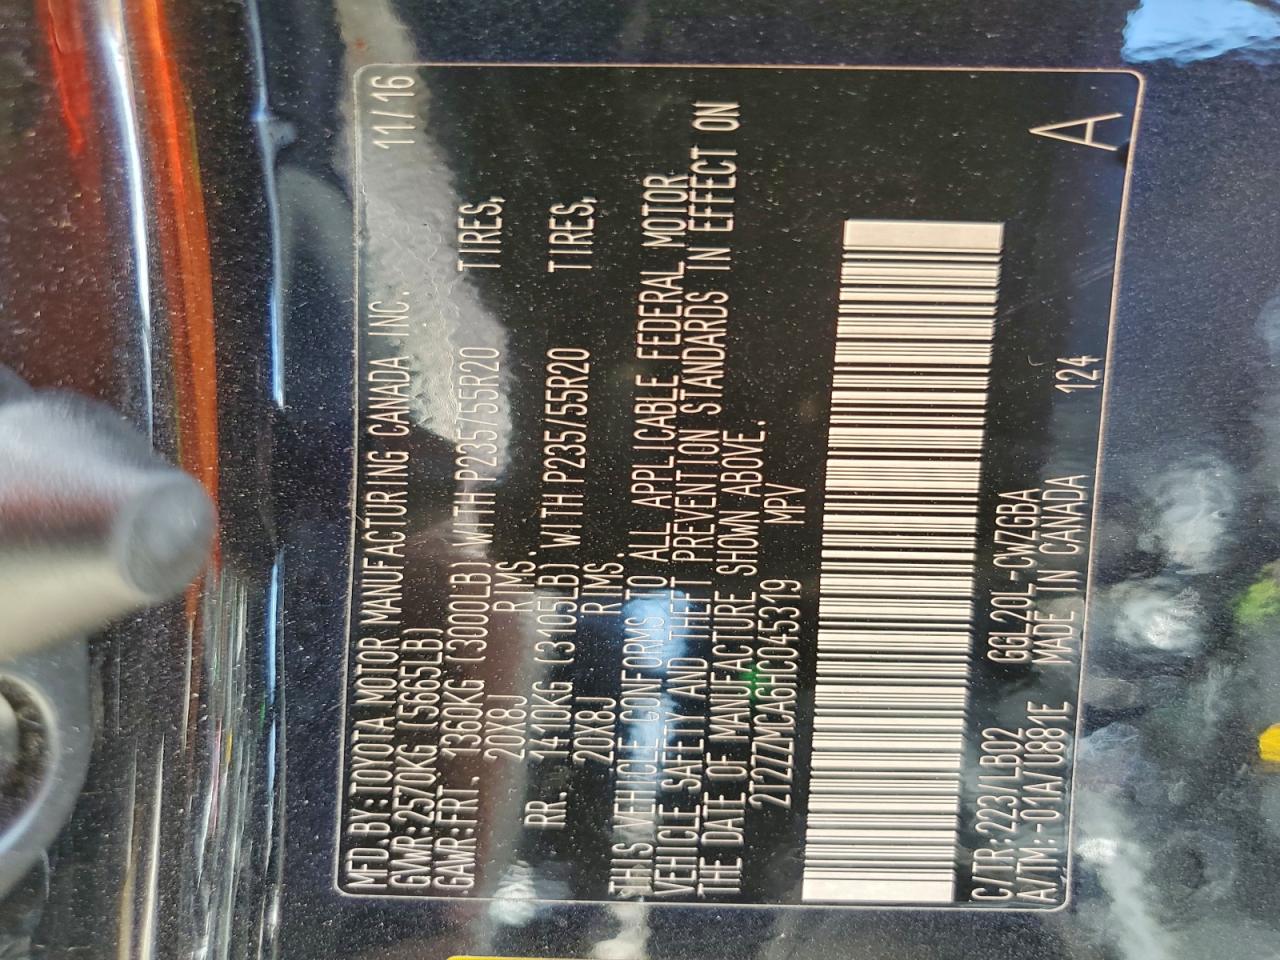 MFD.BY:TOYOTA MOTOR MANUFACTURING CANADA INC. 11/16
GVWR:2570KG (5665LB)
GAWR:FRT. 1360KG (3000LB) WITH P235/55R20 TIRES,
20X8J RIMS.
RR. 1410KG (3105LB) WITH P235/55R20 TIRES,
20X8J RIMS.
THIS VEHICLE CONFORMS TO ALL APPLICABLE FEDERAL MOTOR
VEHICLE SAFETY AND THEFT PREVENTION STANDARDS IN EFFECT ON
THE DATE OF MANUFACTURE SHOWN ABOVE.
2T2ZZMCA6HC045319 MPV
C/TR:223/LB02 GGL20L-CWZGBA
A/TM:-01A/0881E MADE IN CANADA 124 A